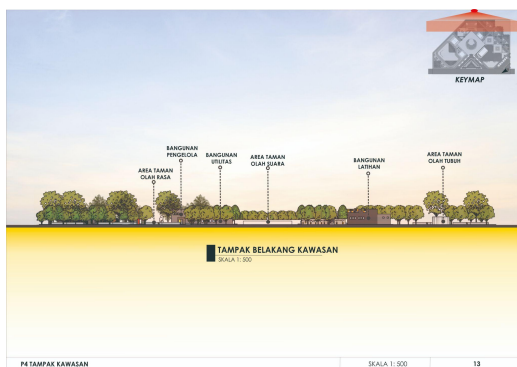 KEYMAP
BANGUNAN
PENGELOLA
BANGUNAN
UTILITAS
AREA TAMAN
OLAH SUARA
AREA TAMAN
OLAH RASA
BANGUNAN
LATIHAN
AREA TAMAN
OLAH TUBUH
TAMPAK BELAKANG KAWASAN
SKALA 1: 500
P4 TAMPAK KAWASAN
SKALA 1: 500
13